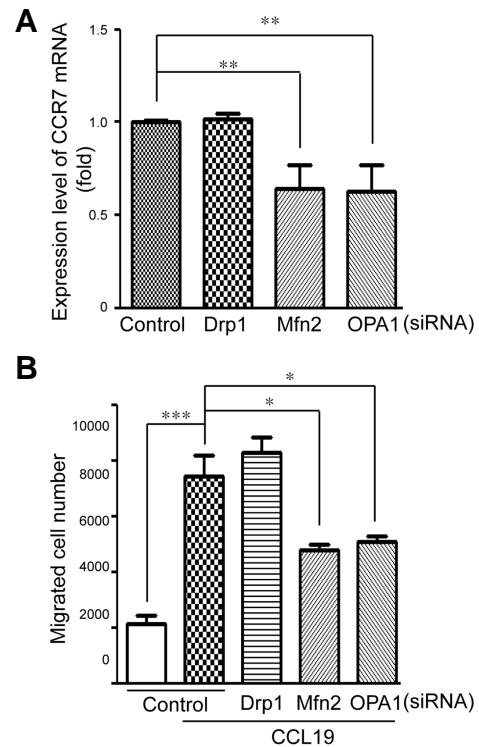 A
Expression level of CCR7 mRNA
(fold)
1.5
1.0
0.5
0
**
**
Control Drp1 Mfn2 OPA1 (siRNA)
B
Migrated cell number
10000
8000
6000
4000
2000
0
***
*
*
Control Drp1 Mfn2 OPA1 (siRNA)
CCL19